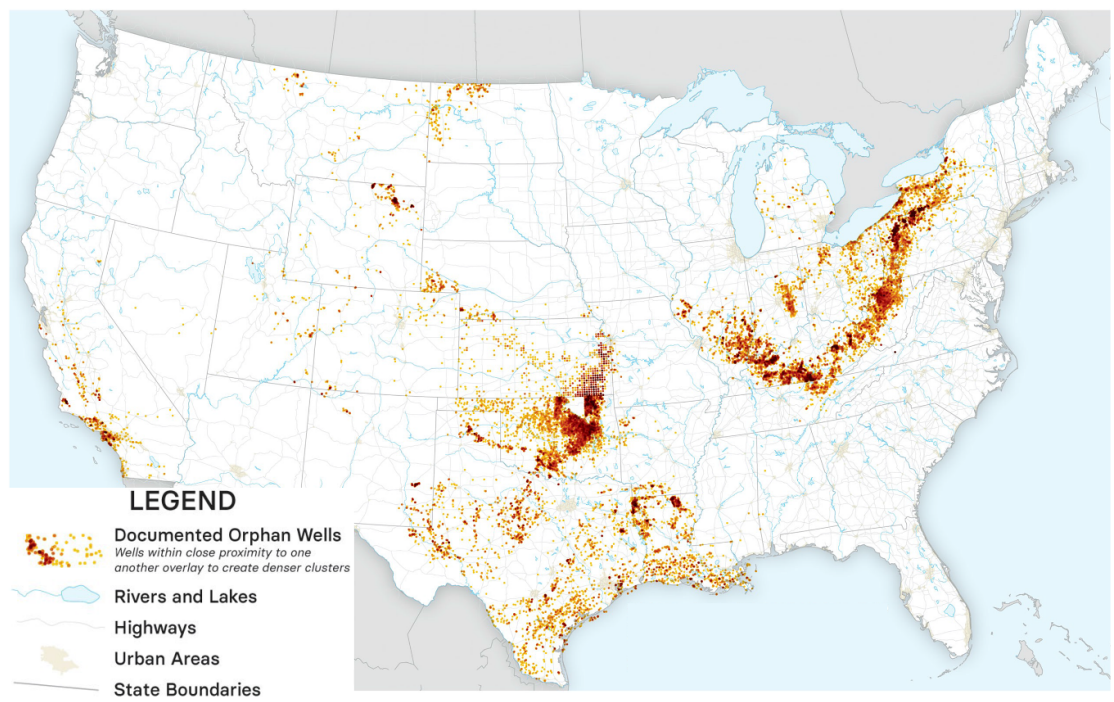 LEGEND
Documented Orphan Wells
Wells within close proximity to one
another overlay to create denser clusters
Rivers and Lakes
Highways
Urban Areas
State Boundaries